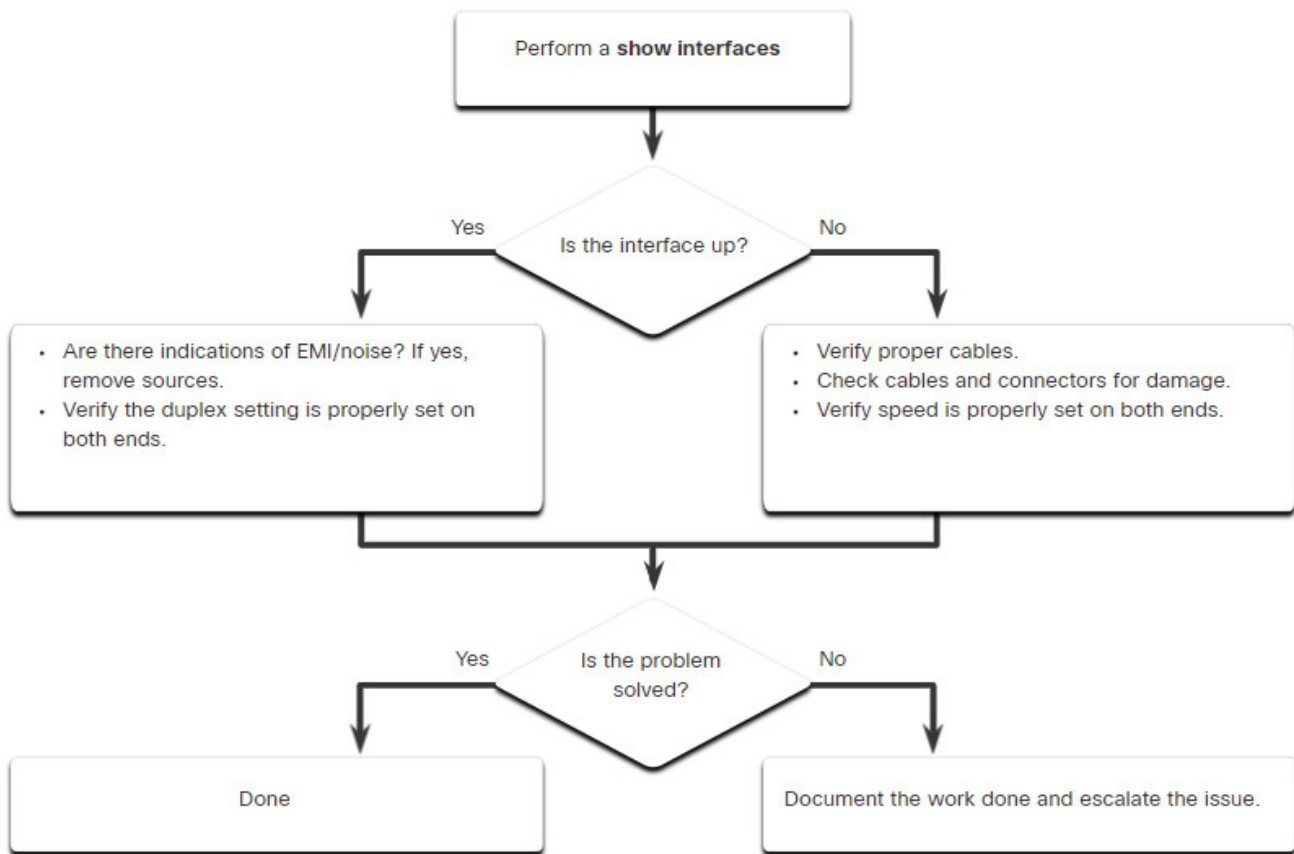 Perform a show interfaces
Yes
Is the interface up?
No
• Are there indications of EMI/noise? If yes,
remove sources.
• Verify the duplex setting is properly set on
both ends.
• Verify proper cables.
• Check cables and connectors for damage.
• Verify speed is properly set on both ends.
Yes
Is the problem
solved?
No
Done
Document the work done and escalate the issue.